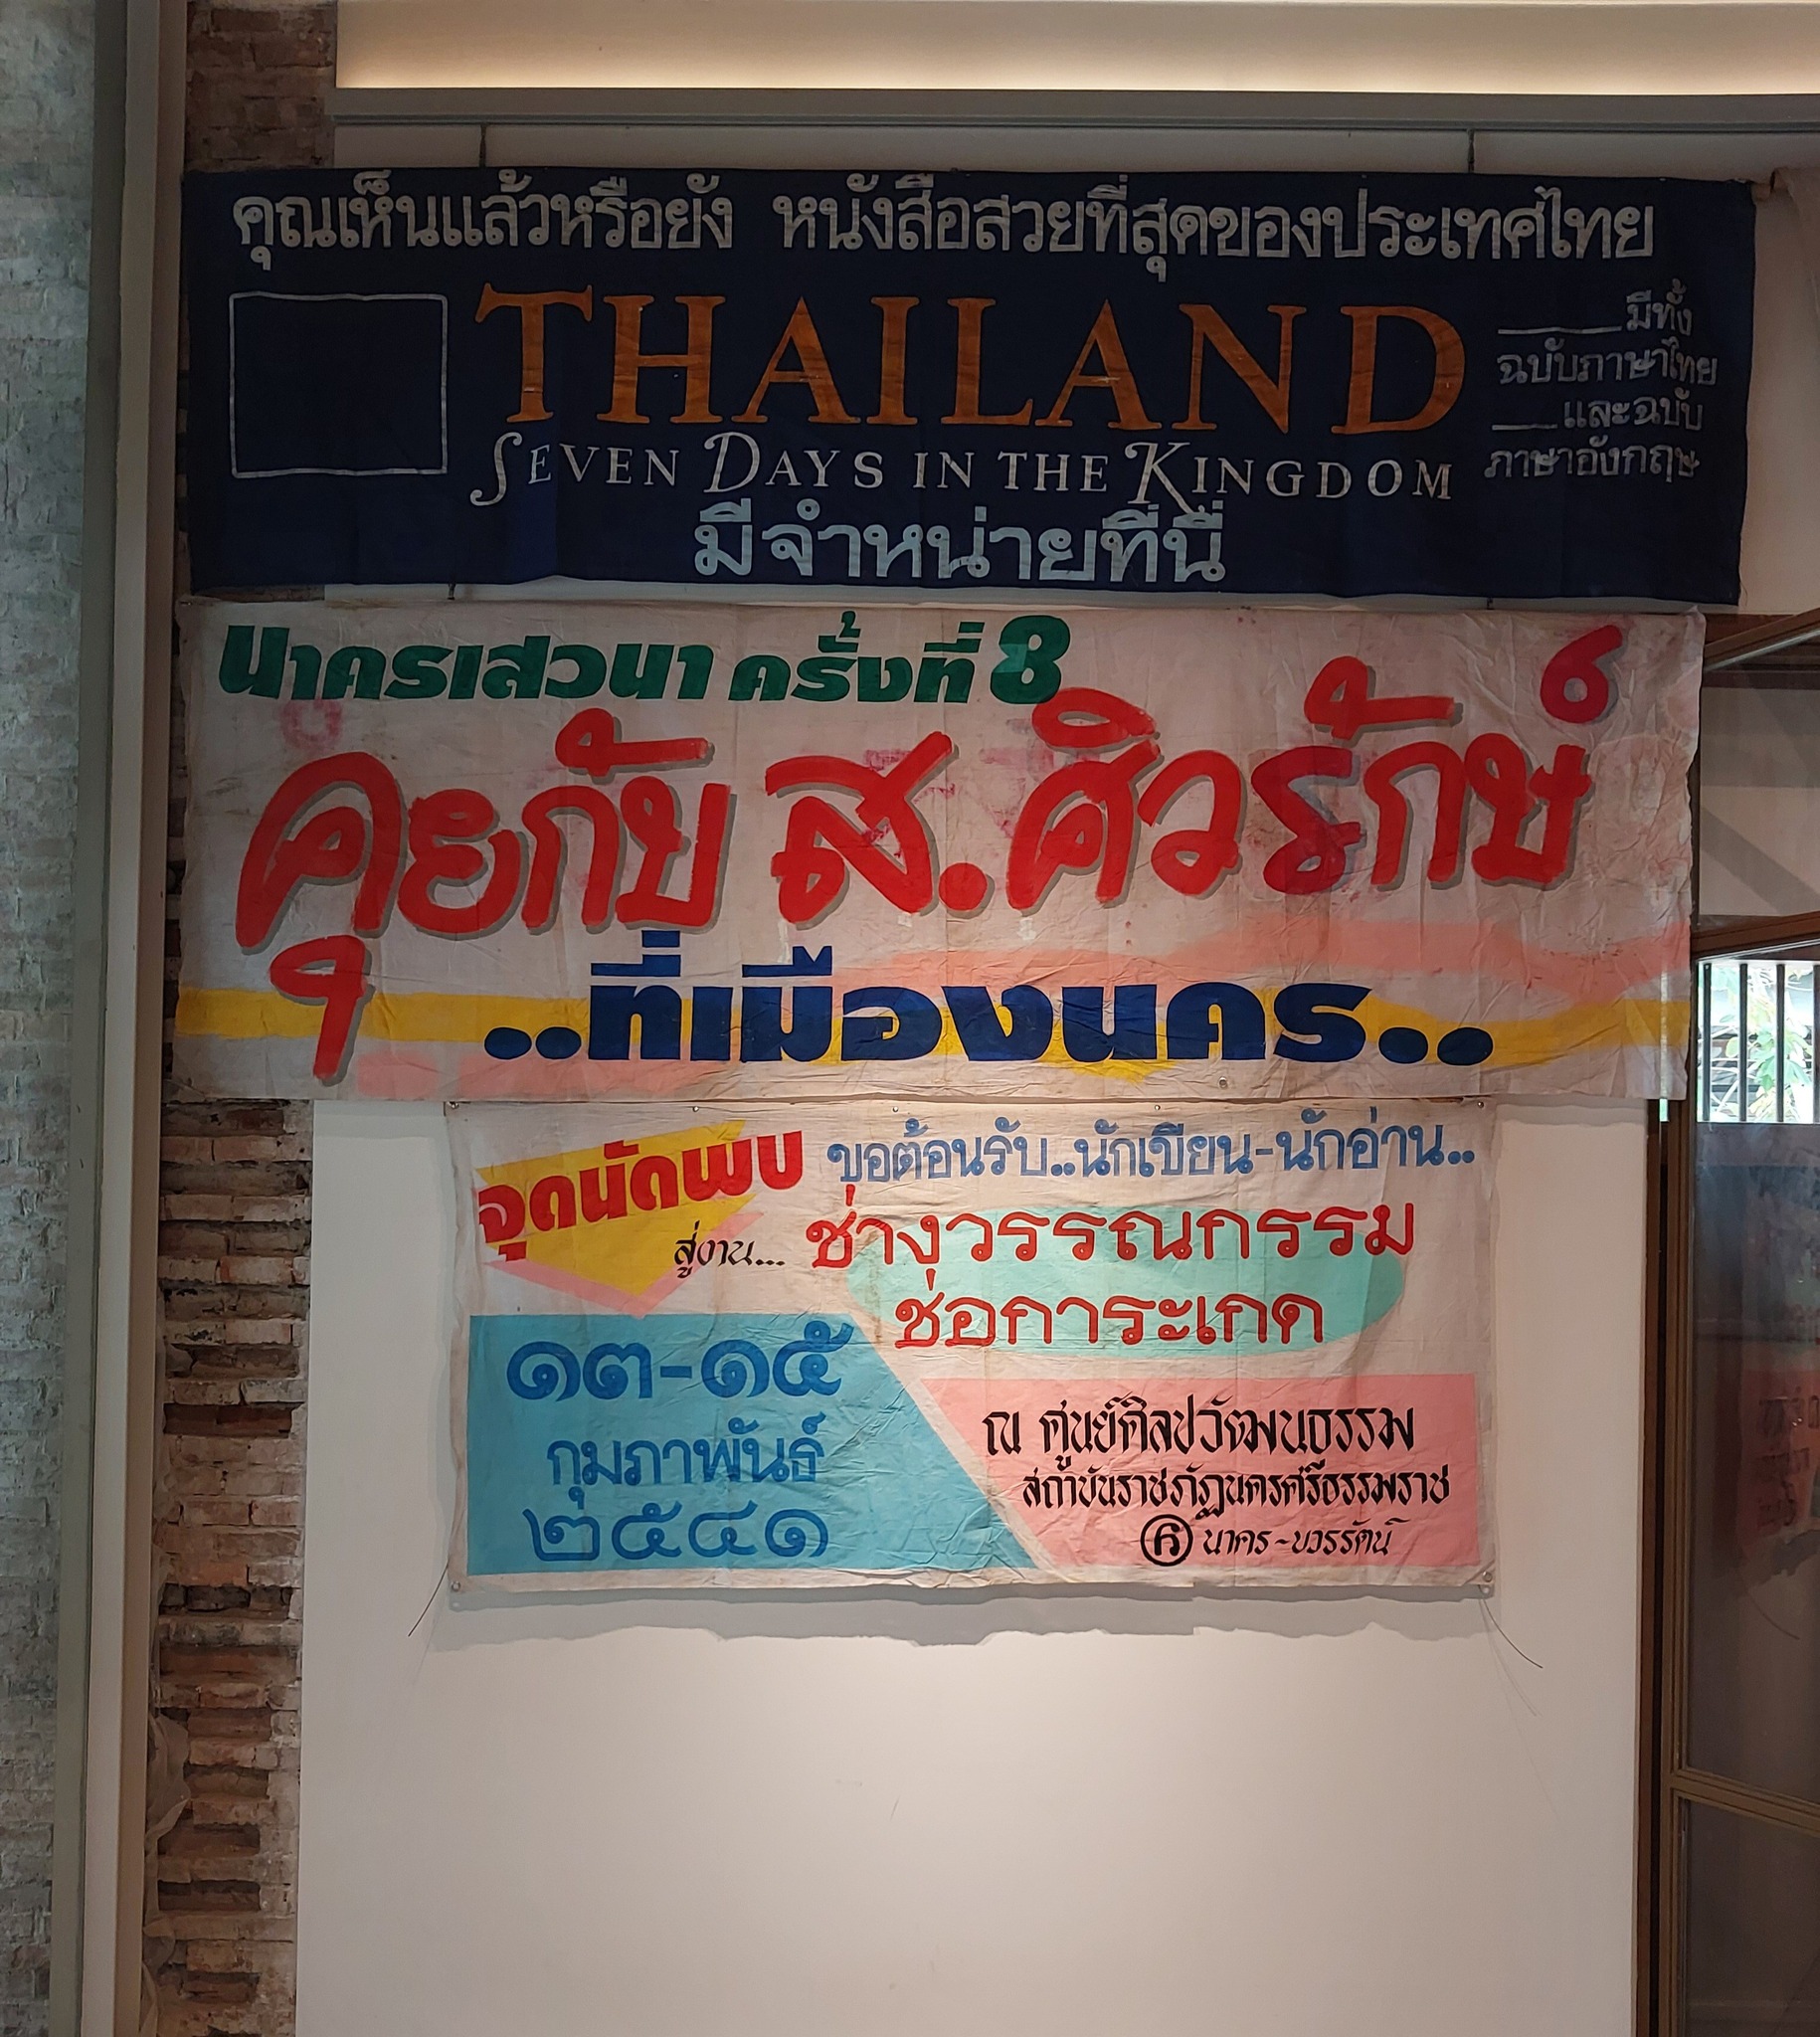 คุณเห็นแล้วหรือยัง หนังสือสวยที่สุดของประเทศไทย
THAILAND
SEVEN DAYS IN THE KINGDOM
มีทั้ง
ฉบับภาษาไทย
และฉบับ
ภาษาอังกฤษ
มีจำหน่ายที่นี่
นาครเสวนา ครั้งที่ 8
คุยกับ ส.ศิวรักษ์
..ที่เมืองนคร..
จุดนัดพบ ขอต้อนรับ..นักเขียน-นักอ่าน..
สู่งาน... ช่างวรรณกรรม
ช่อการะเกด
๑๓-๑๕
กุมภาพันธ์
๒๕๔๑
ณ ศูนย์ศิลปวัฒนธรรม
สถาบันราชภัฏนครศรีธรรมราช
นาคร-บวรรัตน์